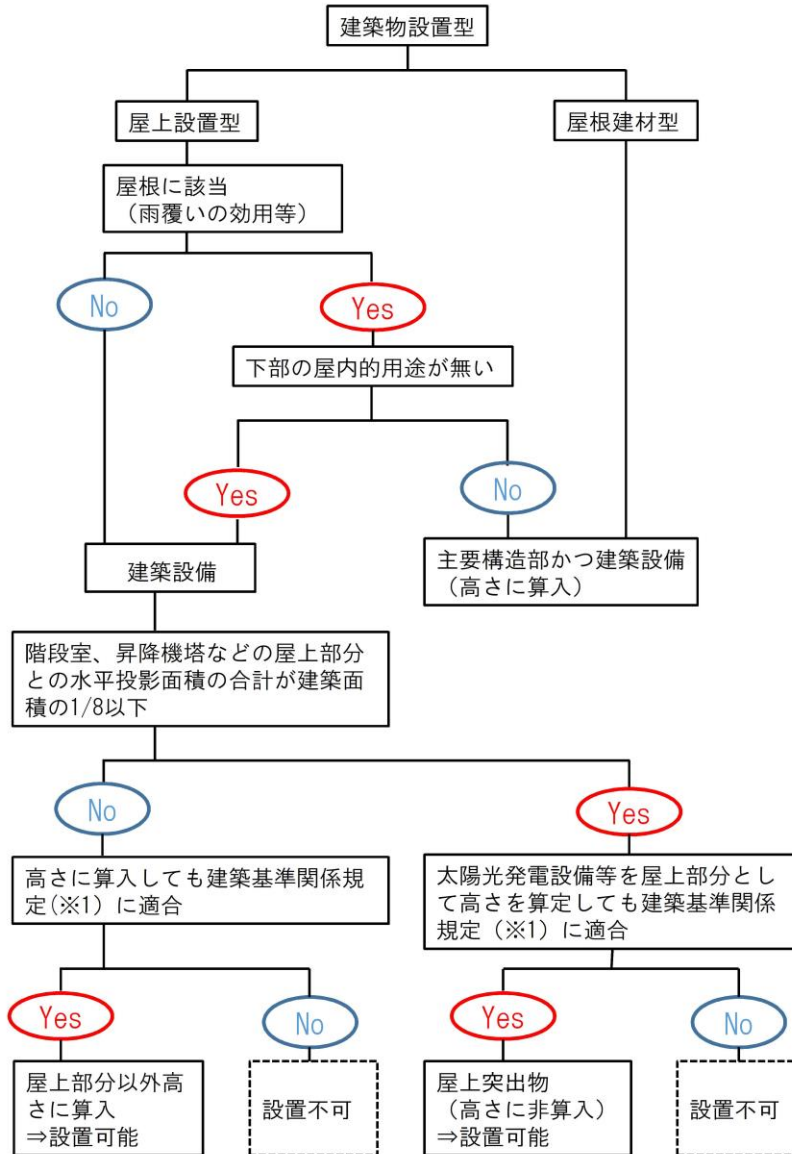 建築物設置型
屋上設置型
屋根建材型
屋根に該当
（雨覆いの効用等）
No
Yes
下部の屋内的用途が無い
Yes
No
建築設備
主要構造部かつ建築設備
（高さに算入）
階段室、昇降機塔などの屋上部分
との水平投影面積の合計が建築面
積の1/8以下
No
Yes
高さに算入しても建築基準関係規
定(※1）に適合
太陽光発電設備等を屋上部分として
高さを算定しても建築基準関係
規定（※1）に適合
Yes
No
Yes
No
屋上部分以外高
さに算入
⇒設置可能
設置不可
屋上突出物
（高さに非算入）
⇒設置可能
設置不可